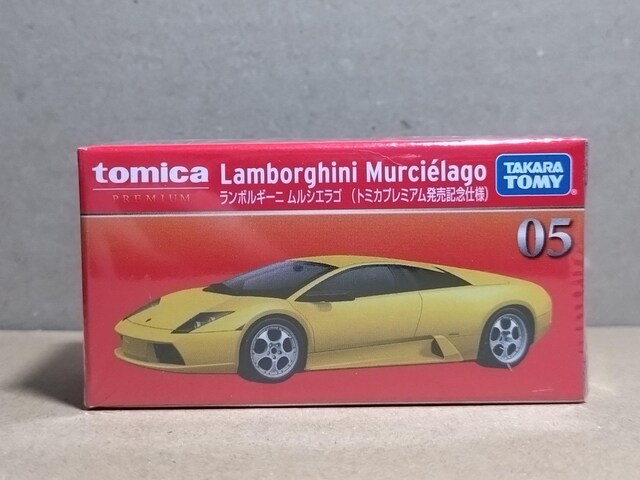 tomica
PREMIUM
Lamborghini Murciélago
ランボルギーニ ムルシエラゴ （トミカプレミアム発売記念仕様）
TAKARA
TOMY
05